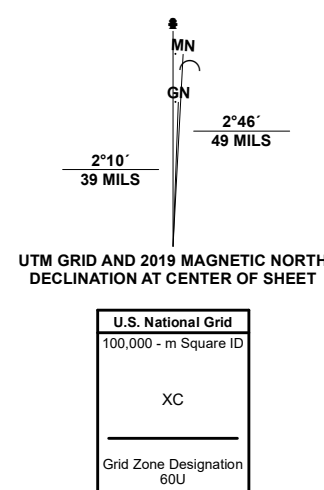 MN
GN
2°46´
49 MILS
2°10´
39 MILS
UTM GRID AND 2019 MAGNETIC NORTH
DECLINATION AT CENTER OF SHEET
U.S. National Grid
100,000 - m Square ID
XC
Grid Zone Designation
60U